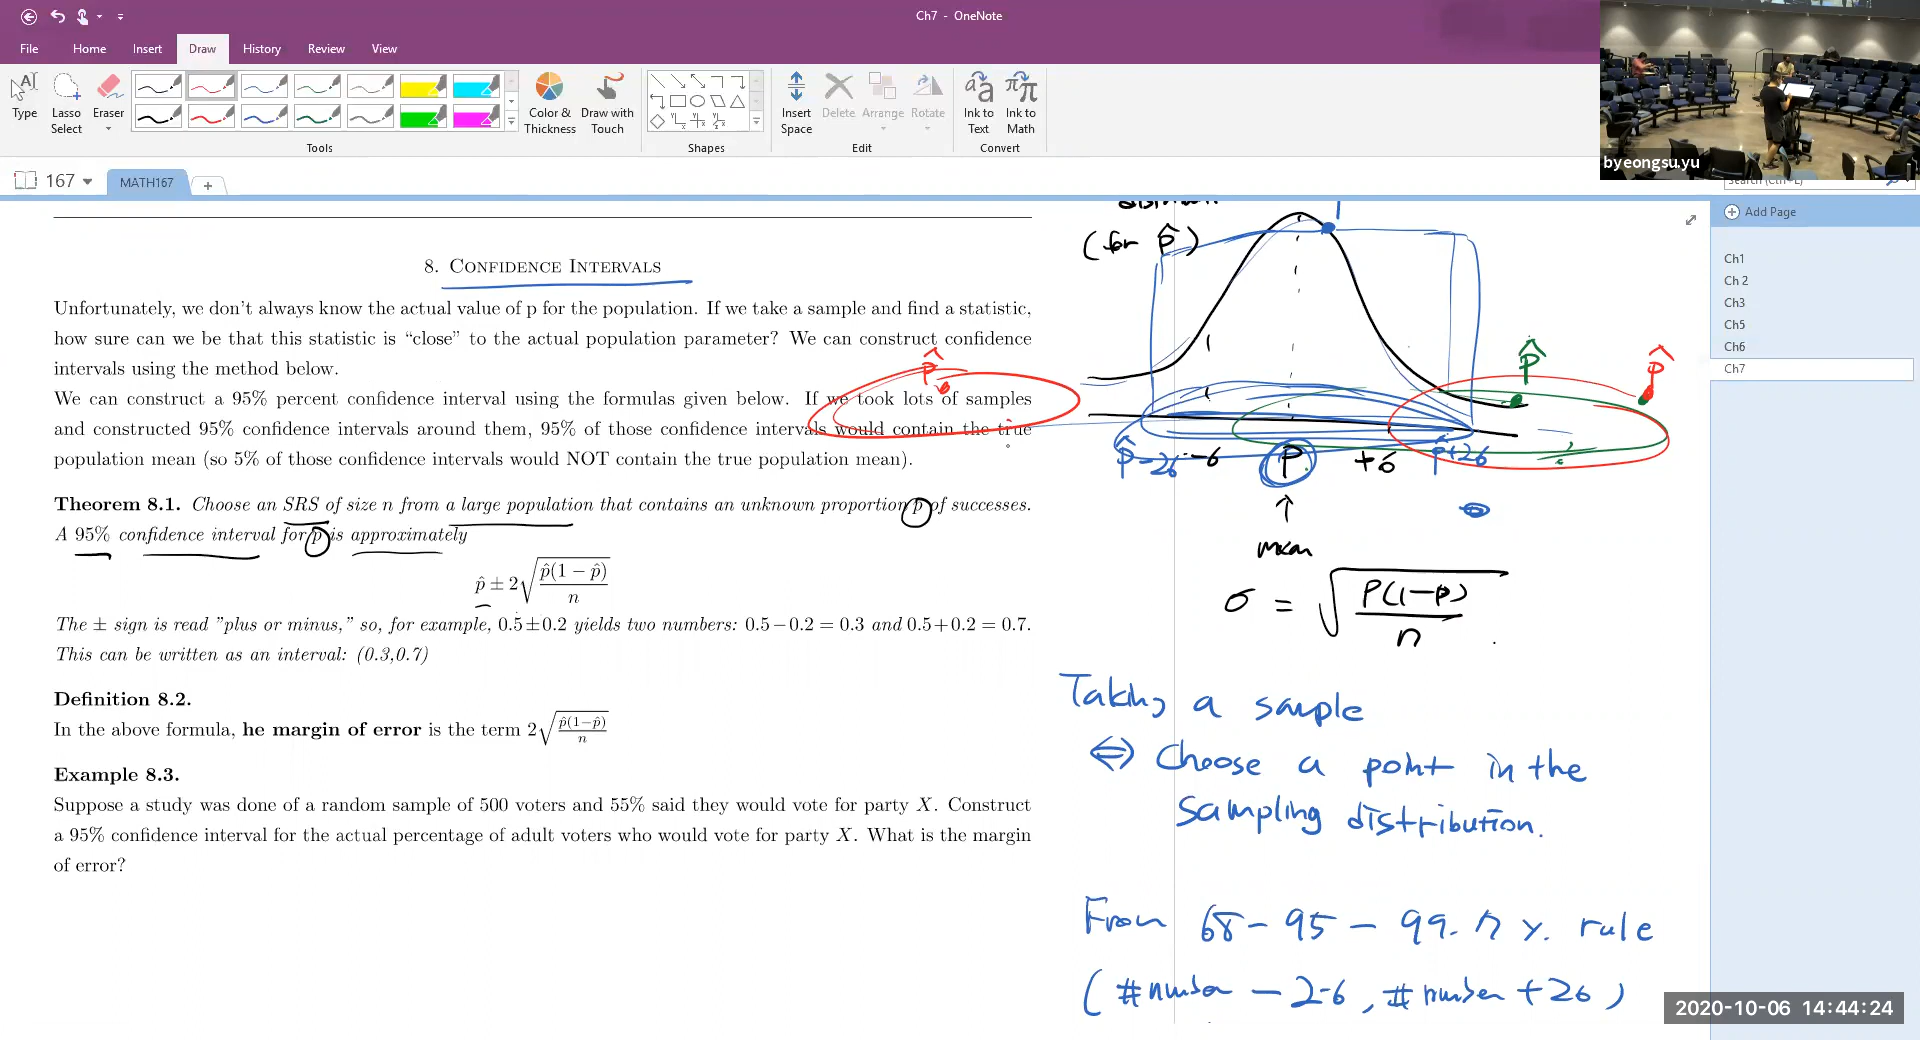 Ch7 - OneNote
File Home Insert Draw History Review View
Type
Lasso Select
Eraser
Color & Thickness
Draw with Touch
Insert Space
Delete
Arrange
Rotate
Ink to Text
Ink to Math
Tools
Shapes
Edit
Convert
byeongsu.yu
167
MATH167
Search (Ctrl+E)
Add Page
Ch1
Ch 2
Ch3
Ch5
Ch6
Ch7
8. Confidence Intervals
Unfortunately, we don't always know the actual value of p for the population. If we take a sample and find a statistic,
how sure can we be that this statistic is "close" to the actual population parameter? We can construct confidence
intervals using the method below.
We can construct a 95% percent confidence interval using the formulas given below. If we took lots of samples
and constructed 95% confidence intervals around them, 95% of those confidence intervals would contain the true
population mean (so 5% of those confidence intervals would NOT contain the true population mean).
Theorem 8.1. Choose an SRS of size n from a large population that contains an unknown proportion p of successes.
A 95% confidence interval for p is approximately
p̂ ± 2√(p̂(1 − p̂)/n)
The ± sign is read "plus or minus," so, for example, 0.5±0.2 yields two numbers: 0.5−0.2 = 0.3 and 0.5+0.2 = 0.7.
This can be written as an interval: (0.3,0.7)
Definition 8.2.
In the above formula, he margin of error is the term 2√(p̂(1−p̂)/n)
Example 8.3.
Suppose a study was done of a random sample of 500 voters and 55% said they would vote for party X. Construct
a 95% confidence interval for the actual percentage of adult voters who would vote for party X. What is the margin
of error?
(for p̂)
p̂
p̂
p̂
p̂-2σ -σ p +σ p̂+2σ
mean
σ = √(p(1-p)/n)
Taking a sample
⇔ Choose a point in the
sampling distribution.
From 68-95-99.7 %. rule
(#number - 2σ, #number + 2σ)
2020-10-06 14:44:24